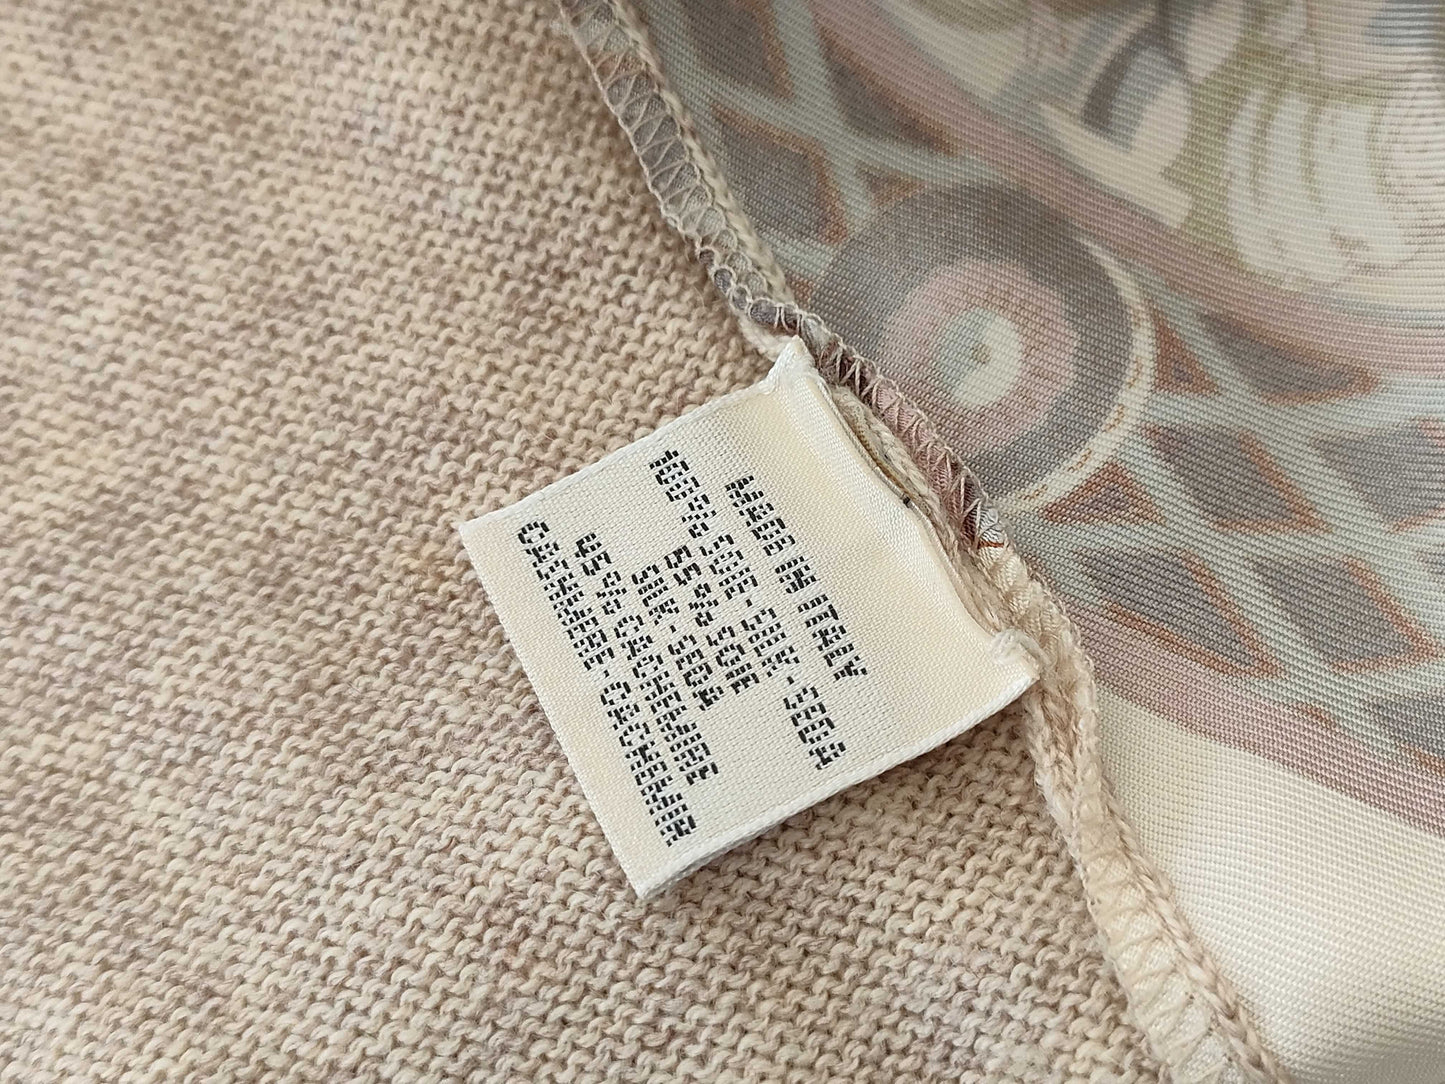 MADE IN ITALY
100% SOIE-SILK-SEDA
55% SOIE
SILK-SEDA
45% CACHEMIRE
CASHMERE-CACHEMIR